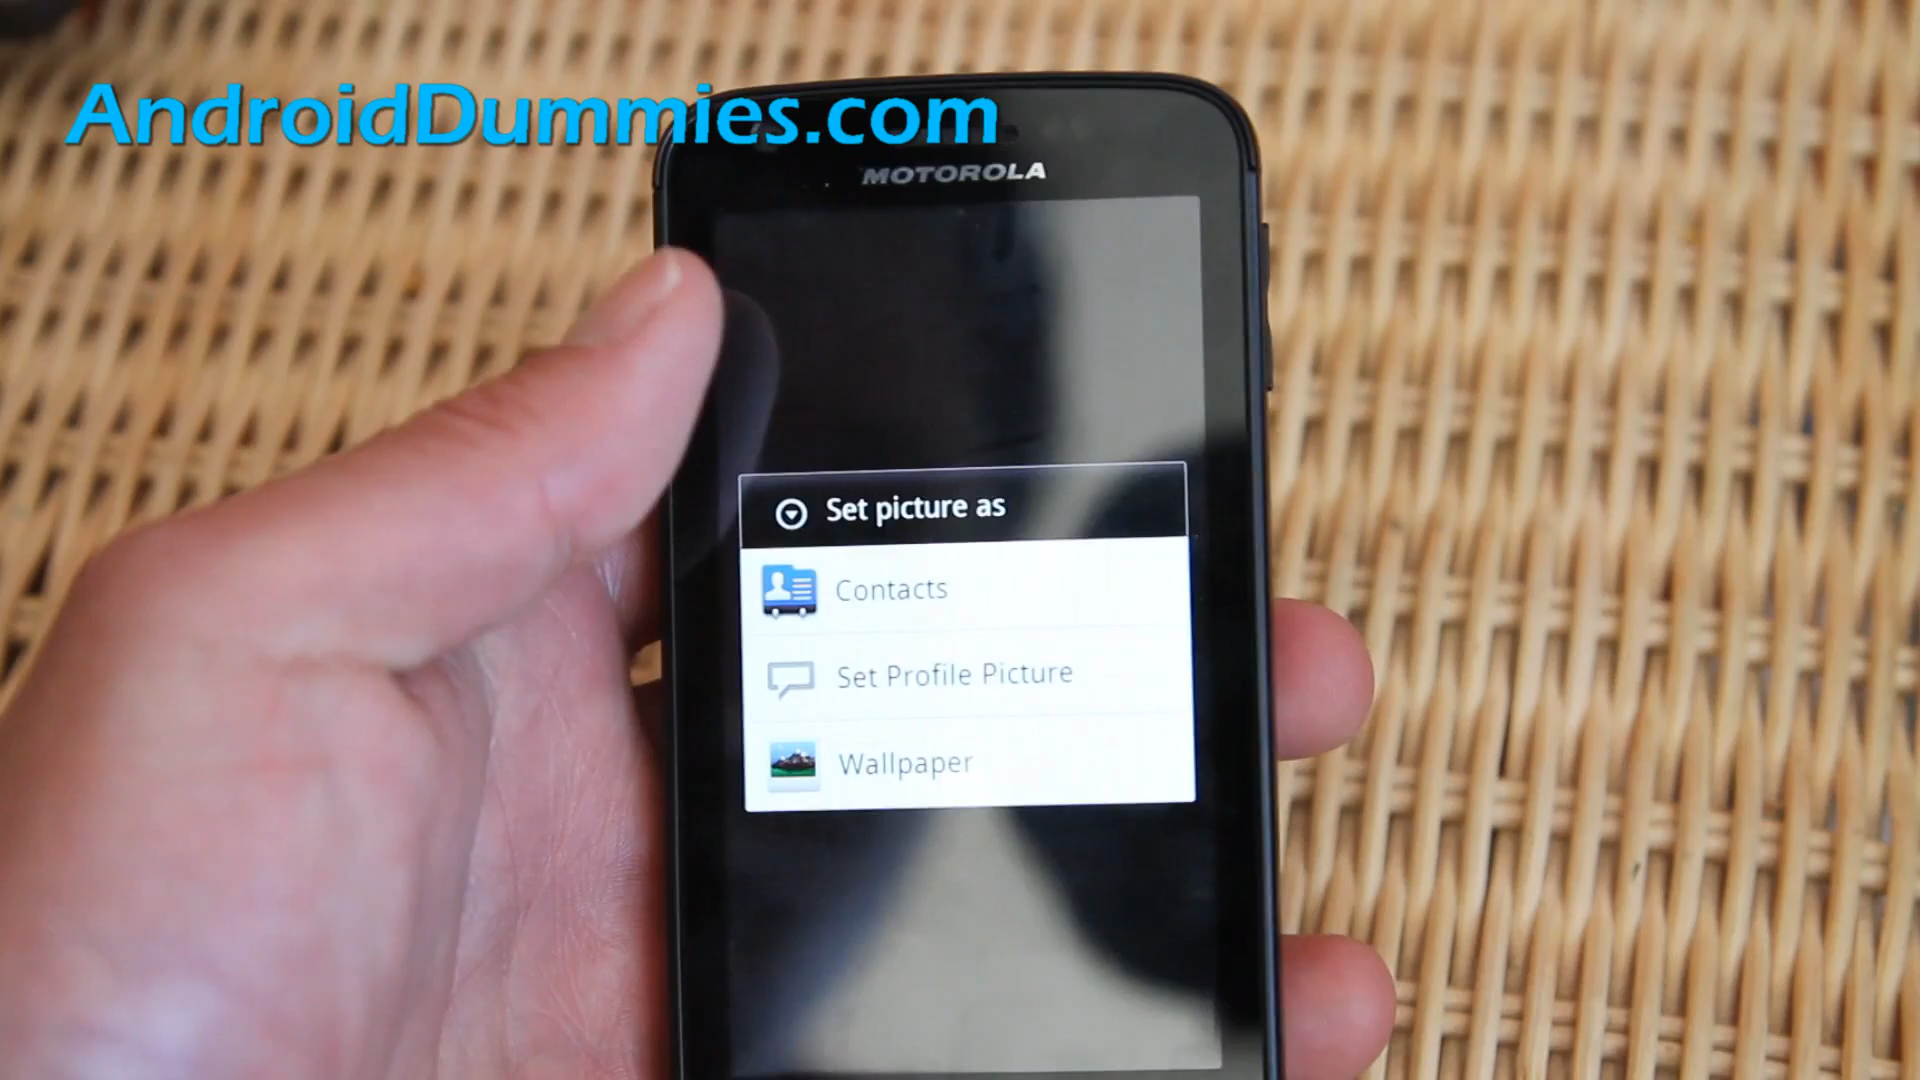 AndroidDummies.com
MOTOROLA
Set picture as
Contacts
Set Profile Picture
Wallpaper